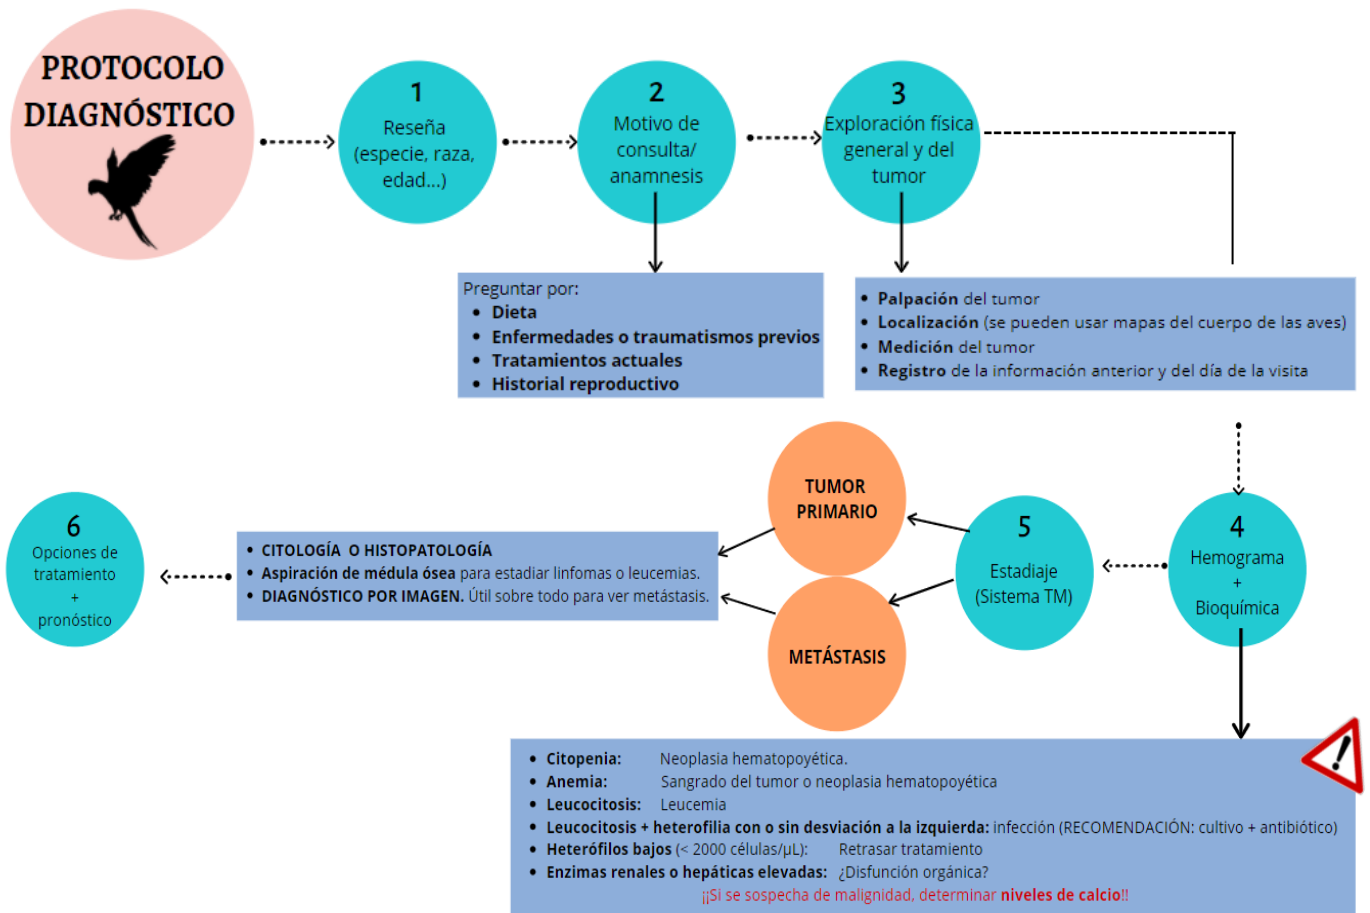 PROTOCOLO
DIAGNÓSTICO
1
Reseña
(especie, raza,
edad...)
2
Motivo de
consulta/
anamnesis
3
Exploración física
general y del
tumor
Preguntar por:
• Dieta
• Enfermedades o traumatismos previos
• Tratamientos actuales
• Historial reproductivo
• Palpación del tumor
• Localización (se pueden usar mapas del cuerpo de las aves)
• Medición del tumor
• Registro de la información anterior y del día de la visita
4
Hemograma
+
Bioquímica
• Citopenia: Neoplasia hematopoyética.
• Anemia: Sangrado del tumor o neoplasia hematopoyética
• Leucocitosis: Leucemia
• Leucocitosis + heterofilia con o sin desviación a la izquierda: infección (RECOMENDACIÓN: cultivo + antibiótico)
• Heterófilos bajos (< 2000 células/µL): Retrasar tratamiento
• Enzimas renales o hepáticas elevadas: ¿Disfunción orgánica?
¡¡Si se sospecha de malignidad, determinar niveles de calcio!!
5
Estadiaje
(Sistema TM)
TUMOR
PRIMARIO
METÁSTASIS
• CITOLOGÍA O HISTOPATOLOGÍA
• Aspiración de médula ósea para estadiar linfomas o leucemias.
• DIAGNÓSTICO POR IMAGEN. Útil sobre todo para ver metástasis.
6
Opciones de
tratamiento
+
pronóstico